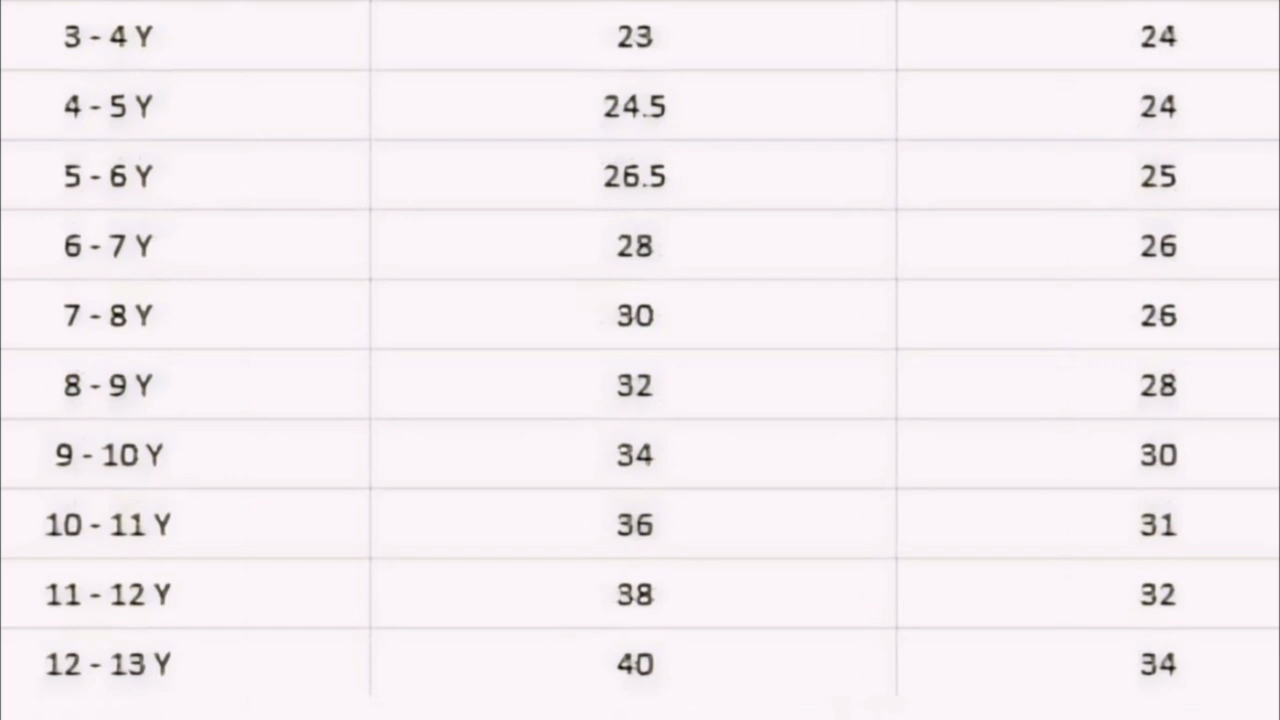 3 - 4 Y 23 24
4 - 5 Y 24.5 24
5 - 6 Y 26.5 25
6 - 7 Y 28 26
7 - 8 Y 30 26
8 - 9 Y 32 28
9 - 10 Y 34 30
10 - 11 Y 36 31
11 - 12 Y 38 32
12 - 13 Y 40 34